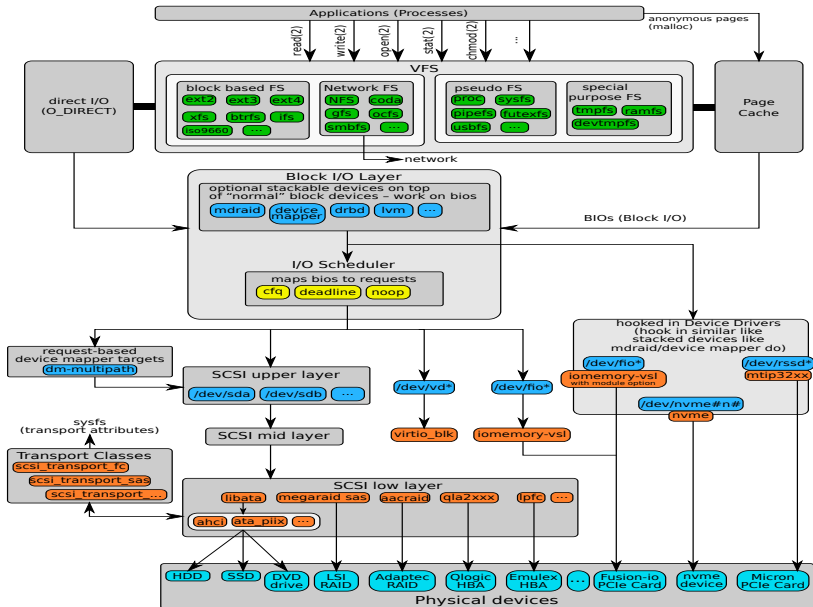 Applications (Processes)
anonymous pages
(malloc)
read(2)
write(2)
open(2)
stat(2)
chmod(2)
...
VFS
direct I/O
(O_DIRECT)
block based FS
ext2 ext3 ext4
xfs btrfs ifs
iso9660 ...
Network FS
NFS coda
gfs ocfs
smbfs ...
pseudo FS
proc sysfs
pipefs futexfs
usbfs ...
special
purpose FS
tmpfs ramfs
devtmpfs
Page
Cache
network
Block I/O Layer
optional stackable devices on top
of “normal” block devices – work on bios
mdraid device mapper drbd lvm ...
BIOs (Block I/O)
I/O Scheduler
maps bios to requests
cfq deadline noop
hooked in Device Drivers
(hook in similar like
stacked devices like
mdraid/device mapper do)
request-based
device mapper targets
dm-multipath
SCSI upper layer
/dev/sda /dev/sdb ...
/dev/vd*
/dev/fio*
/dev/fio*
iomemory-vsl
with module option
/dev/rssd*
mtip32xx
/dev/nvme#n#
nvme
sysfs
(transport attributes)
SCSI mid layer
virtio_blk
iomemory-vsl
Transport Classes
scsi_transport_fc
scsi_transport_sas
scsi_transport_...
SCSI low layer
libata megaraid_sas aacraid qla2xxx lpfc ...
ahci ata_piix ...
HDD
SSD
DVD
drive
LSI
RAID
Adaptec
RAID
Qlogic
HBA
Emulex
HBA
...
Fusion-io
PCIe Card
nvme
device
Micron
PCIe Card
Physical devices